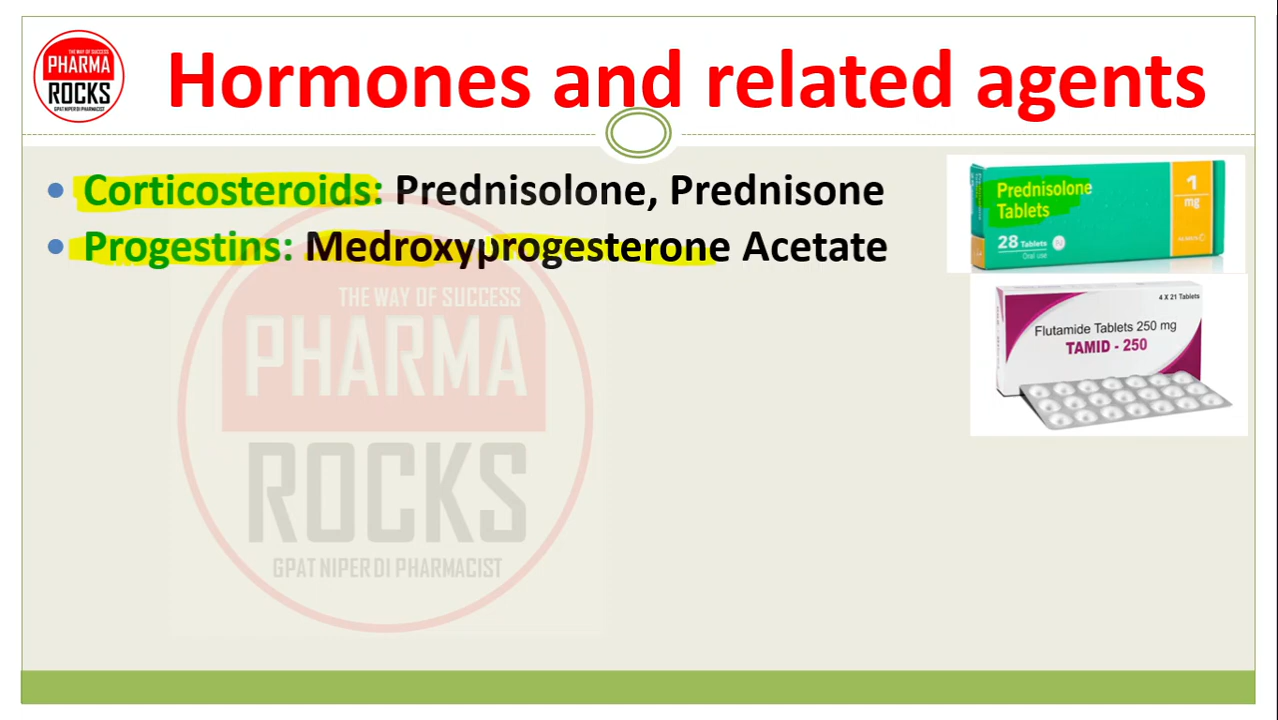 THE WAY OF SUCCESS
PHARMA
ROCKS
GPAT NIPER DI PHARMACIST
Hormones and related agents
Corticosteroids: Prednisolone, Prednisone
Progestins: Medroxyprogesterone Acetate
Prednisolone
Tablets
1
mg
28 Tablets
Oral use
4 X 21 Tablets
Flutamide Tablets 250 mg
TAMID - 250
THE WAY OF SUCCESS
PHARMA
ROCKS
GPAT NIPER DI PHARMACIST